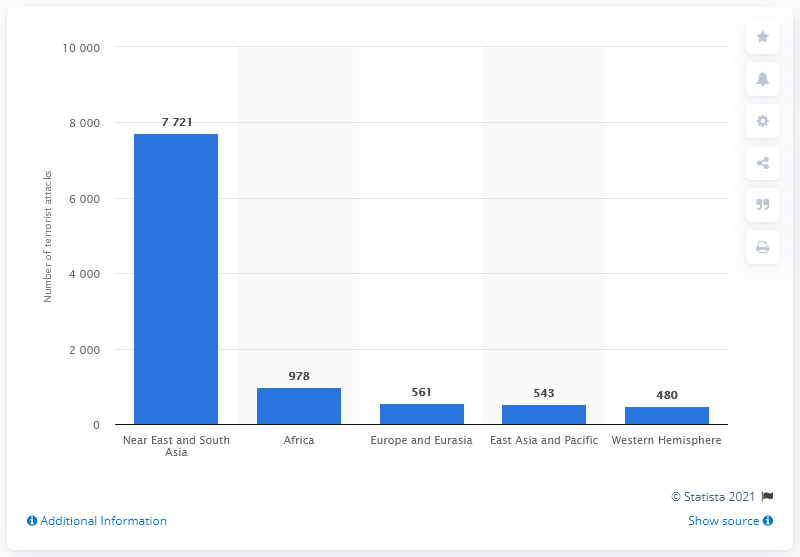 10 000
8 000
6 000
4 000
2 000
0
Number of terrorist attacks
7 721
978
561
543
480
Near East and South
Asia
Africa
Europe and Eurasia
East Asia and Pacific
Western Hemisphere
© Statista 2021
Additional Information
Show source